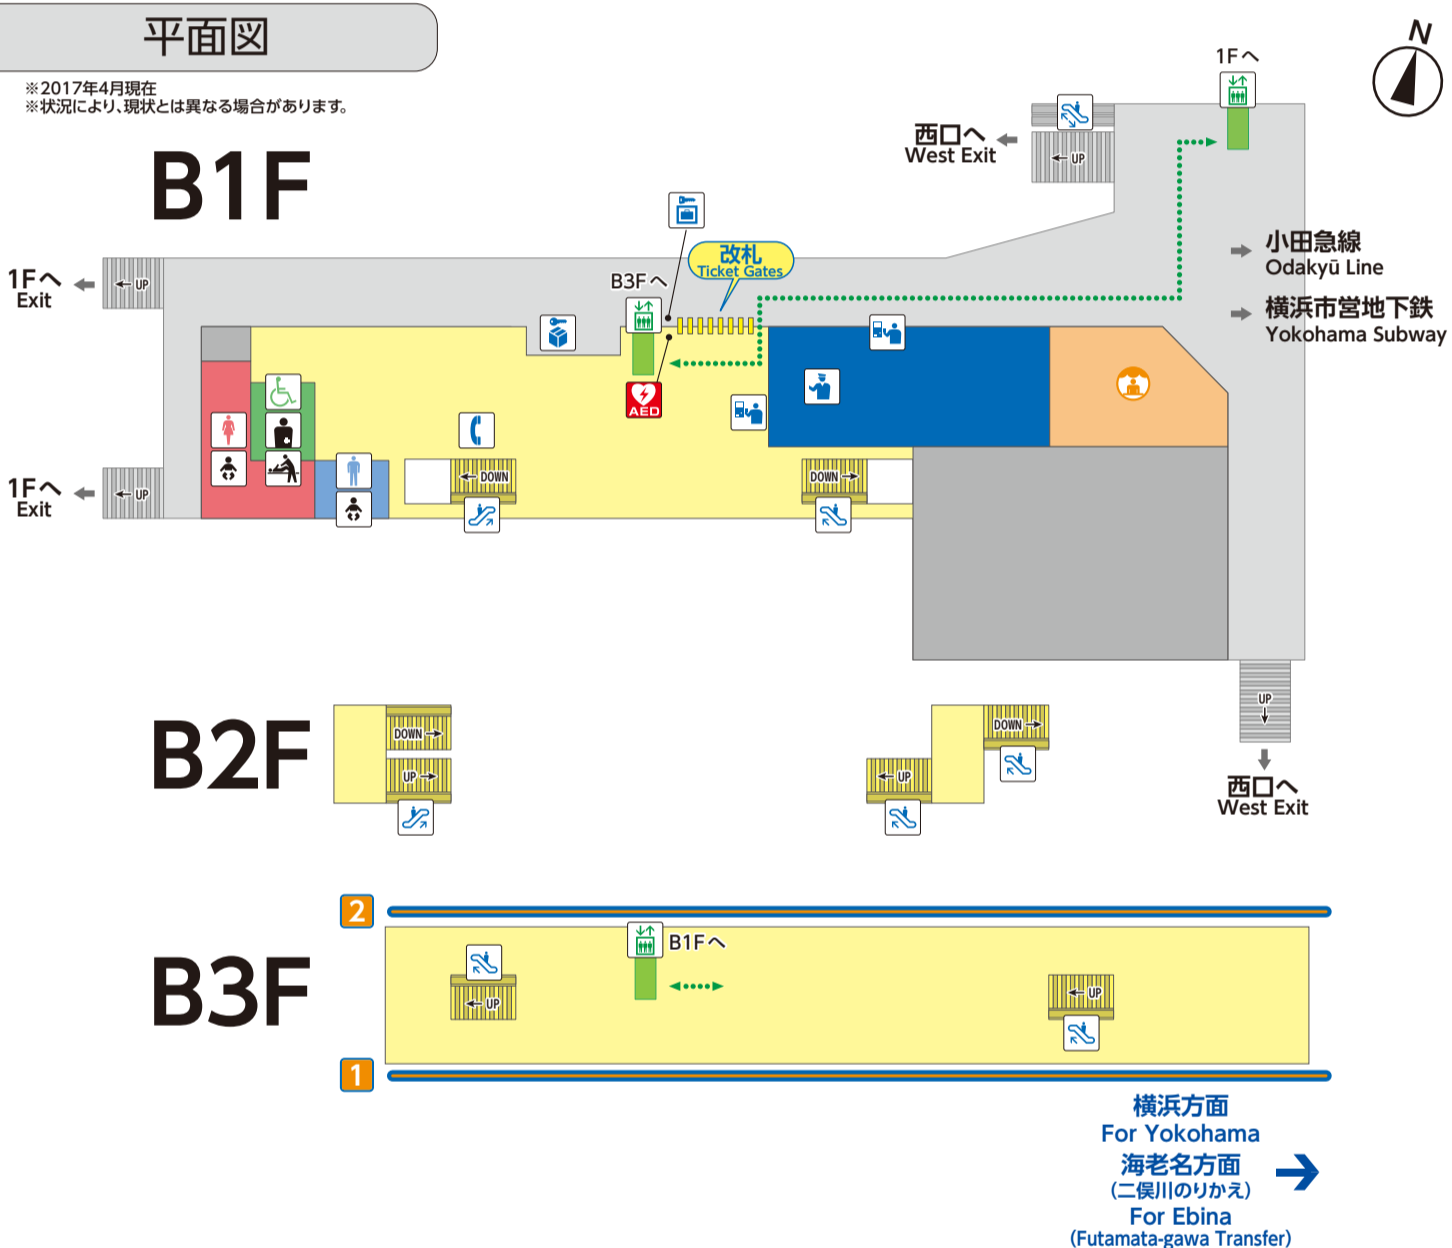 平面図
※2017年4月現在
※状況により、現状とは異なる場合があります。
N
1Fへ
西口へ
West Exit
UP
B1F
改札
Ticket Gates
小田急線
Odakyū Line
横浜市営地下鉄
Yokohama Subway
1Fへ
Exit
UP
B3Fへ
AED
1Fへ
Exit
UP
DOWN
DOWN
UP
西口へ
West Exit
B2F
DOWN
UP
DOWN
UP
B3F
2
B1Fへ
UP
UP
1
横浜方面
For Yokohama
海老名方面
(二俣川のりかえ)
For Ebina
(Futamata-gawa Transfer)